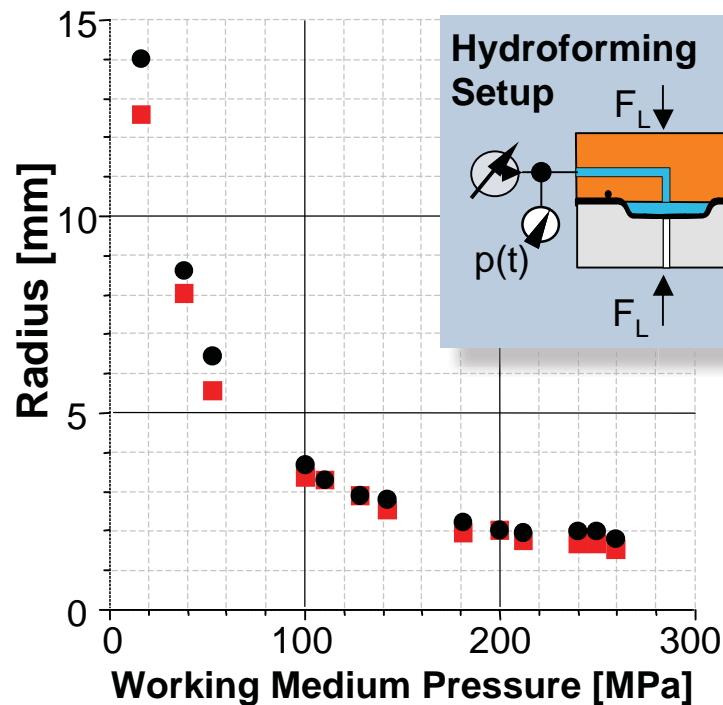 15
10
5
0
Radius [mm]
0
100
200
300
Working Medium Pressure [MPa]
Hydroforming
Setup
F_L
p(t)
F_L